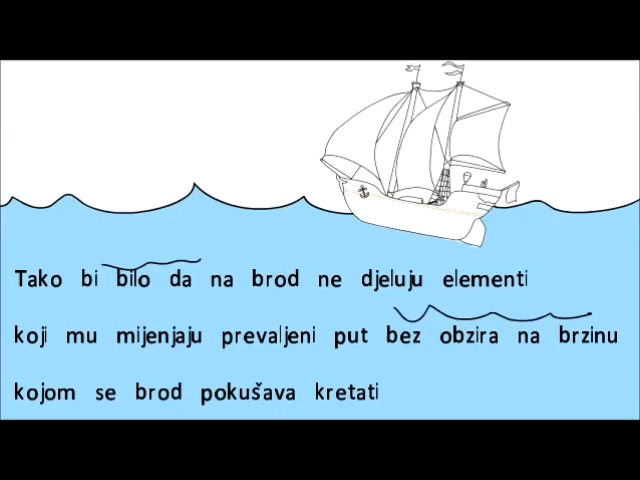 Tako bi bilo da na brod ne djeluju elementi
koji mu mijenjaju prevaljeni put bez obzira na brzinu
kojom se brod pokušava kretati